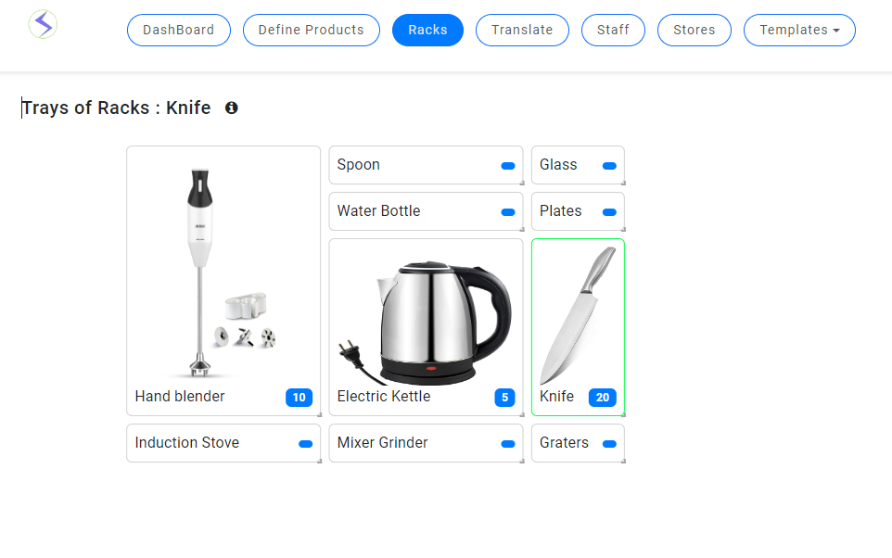 DashBoard
Define Products
Racks
Translate
Staff
Stores
Templates
Trays of Racks : Knife
Spoon
Glass
Water Bottle
Plates
Hand blender 10
Electric Kettle 5
Knife 20
Induction Stove
Mixer Grinder
Graters